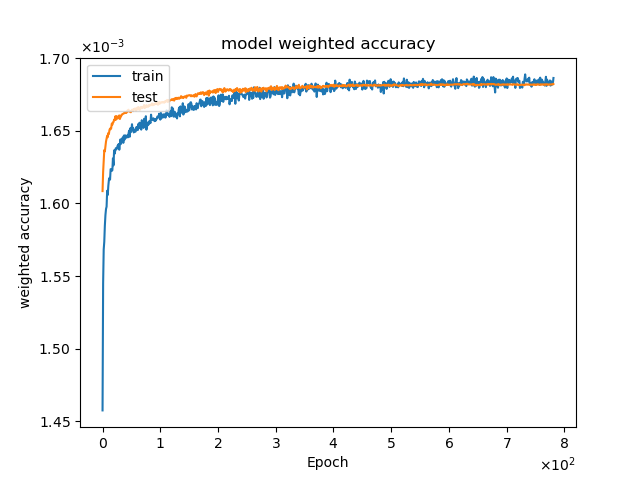 model weighted accuracy
×10⁻³
1.70
1.65
1.60
1.55
1.50
1.45
weighted accuracy
train
test
0 1 2 3 4 5 6 7 8
Epoch
×10²